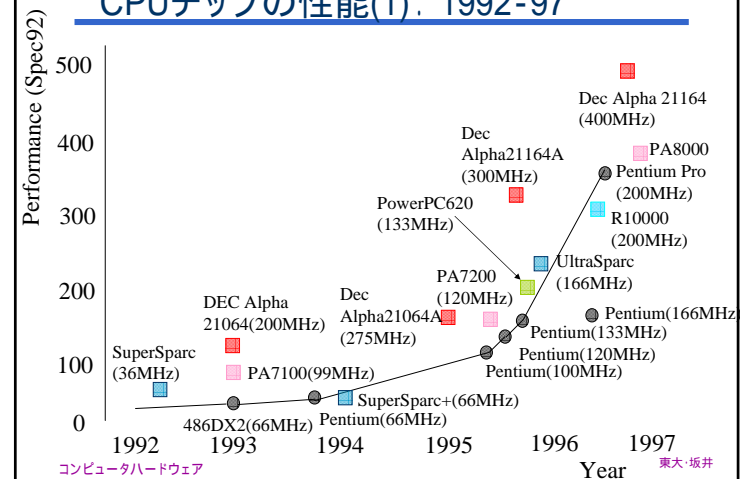 CPUチップの性能(1): 1992-97
Performance (Spec92)
500
400
300
200
100
0
Dec Alpha 21164
(400MHz)
PA8000
Pentium Pro
(200MHz)
R10000
(200MHz)
Dec
Alpha21164A
(300MHz)
PowerPC620
(133MHz)
UltraSparc
(166MHz)
PA7200
(120MHz)
Dec
Alpha21064A
(275MHz)
DEC Alpha
21064(200MHz)
Pentium(166MHz
Pentium(133MHz)
Pentium(120MHz)
Pentium(100MHz)
SuperSparc
(36MHz)
PA7100(99MHz)
SuperSparc+(66MHz)
486DX2(66MHz)
Pentium(66MHz)
1992
1993
1994
1995
1996
1997
Year
コンピュータハードウェア
東大・坂井